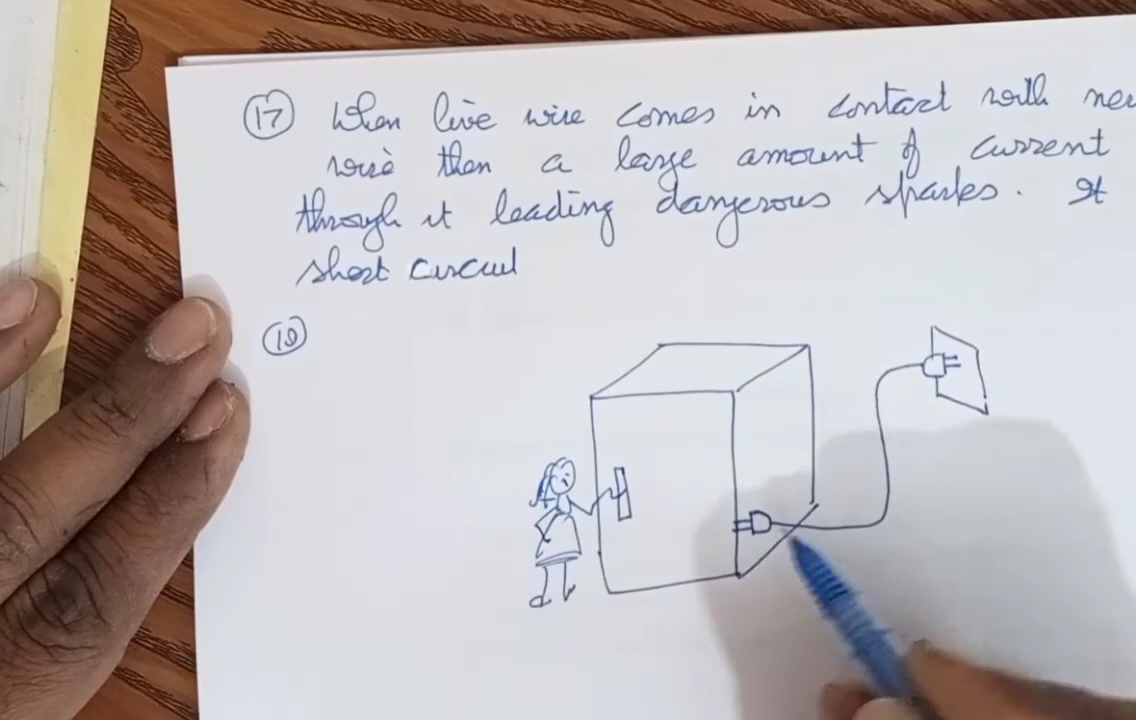 (17) When live wire comes in contact with neu
wire then a large amount of current
through it leading dangerous sparks. It
short circuit
(18)